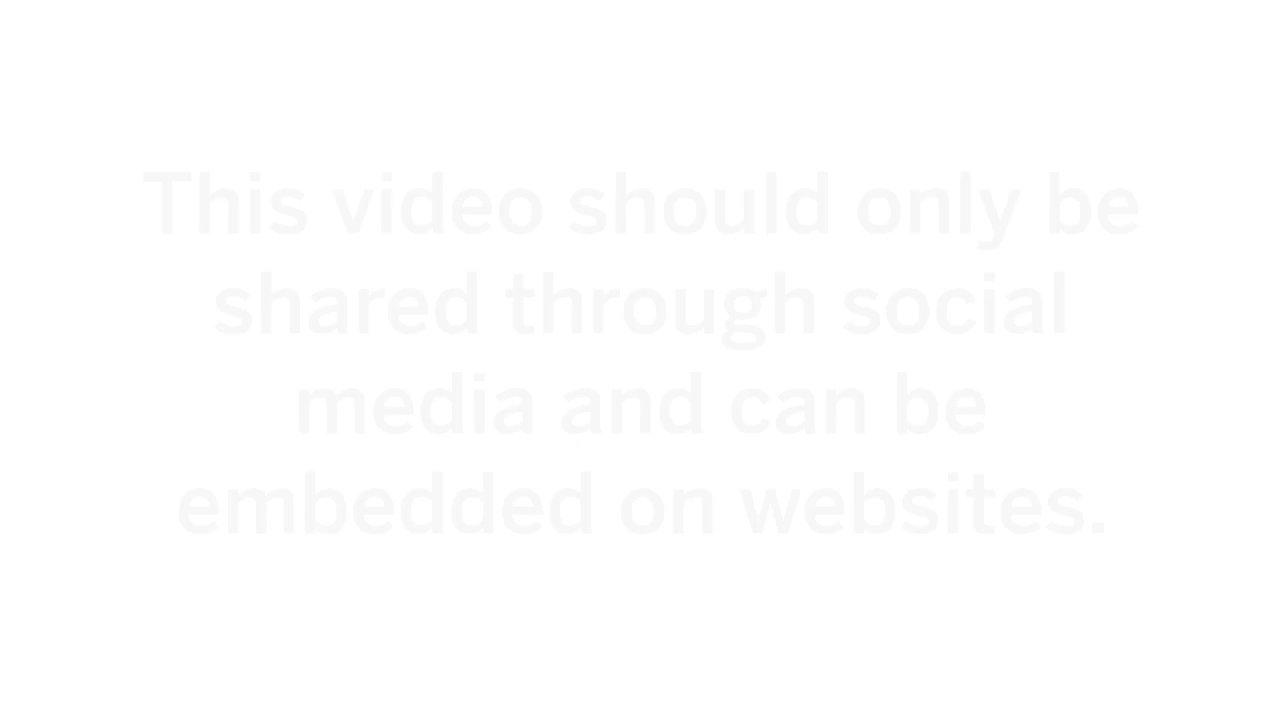 This video should only be
shared through social
media and can be
embedded on websites.